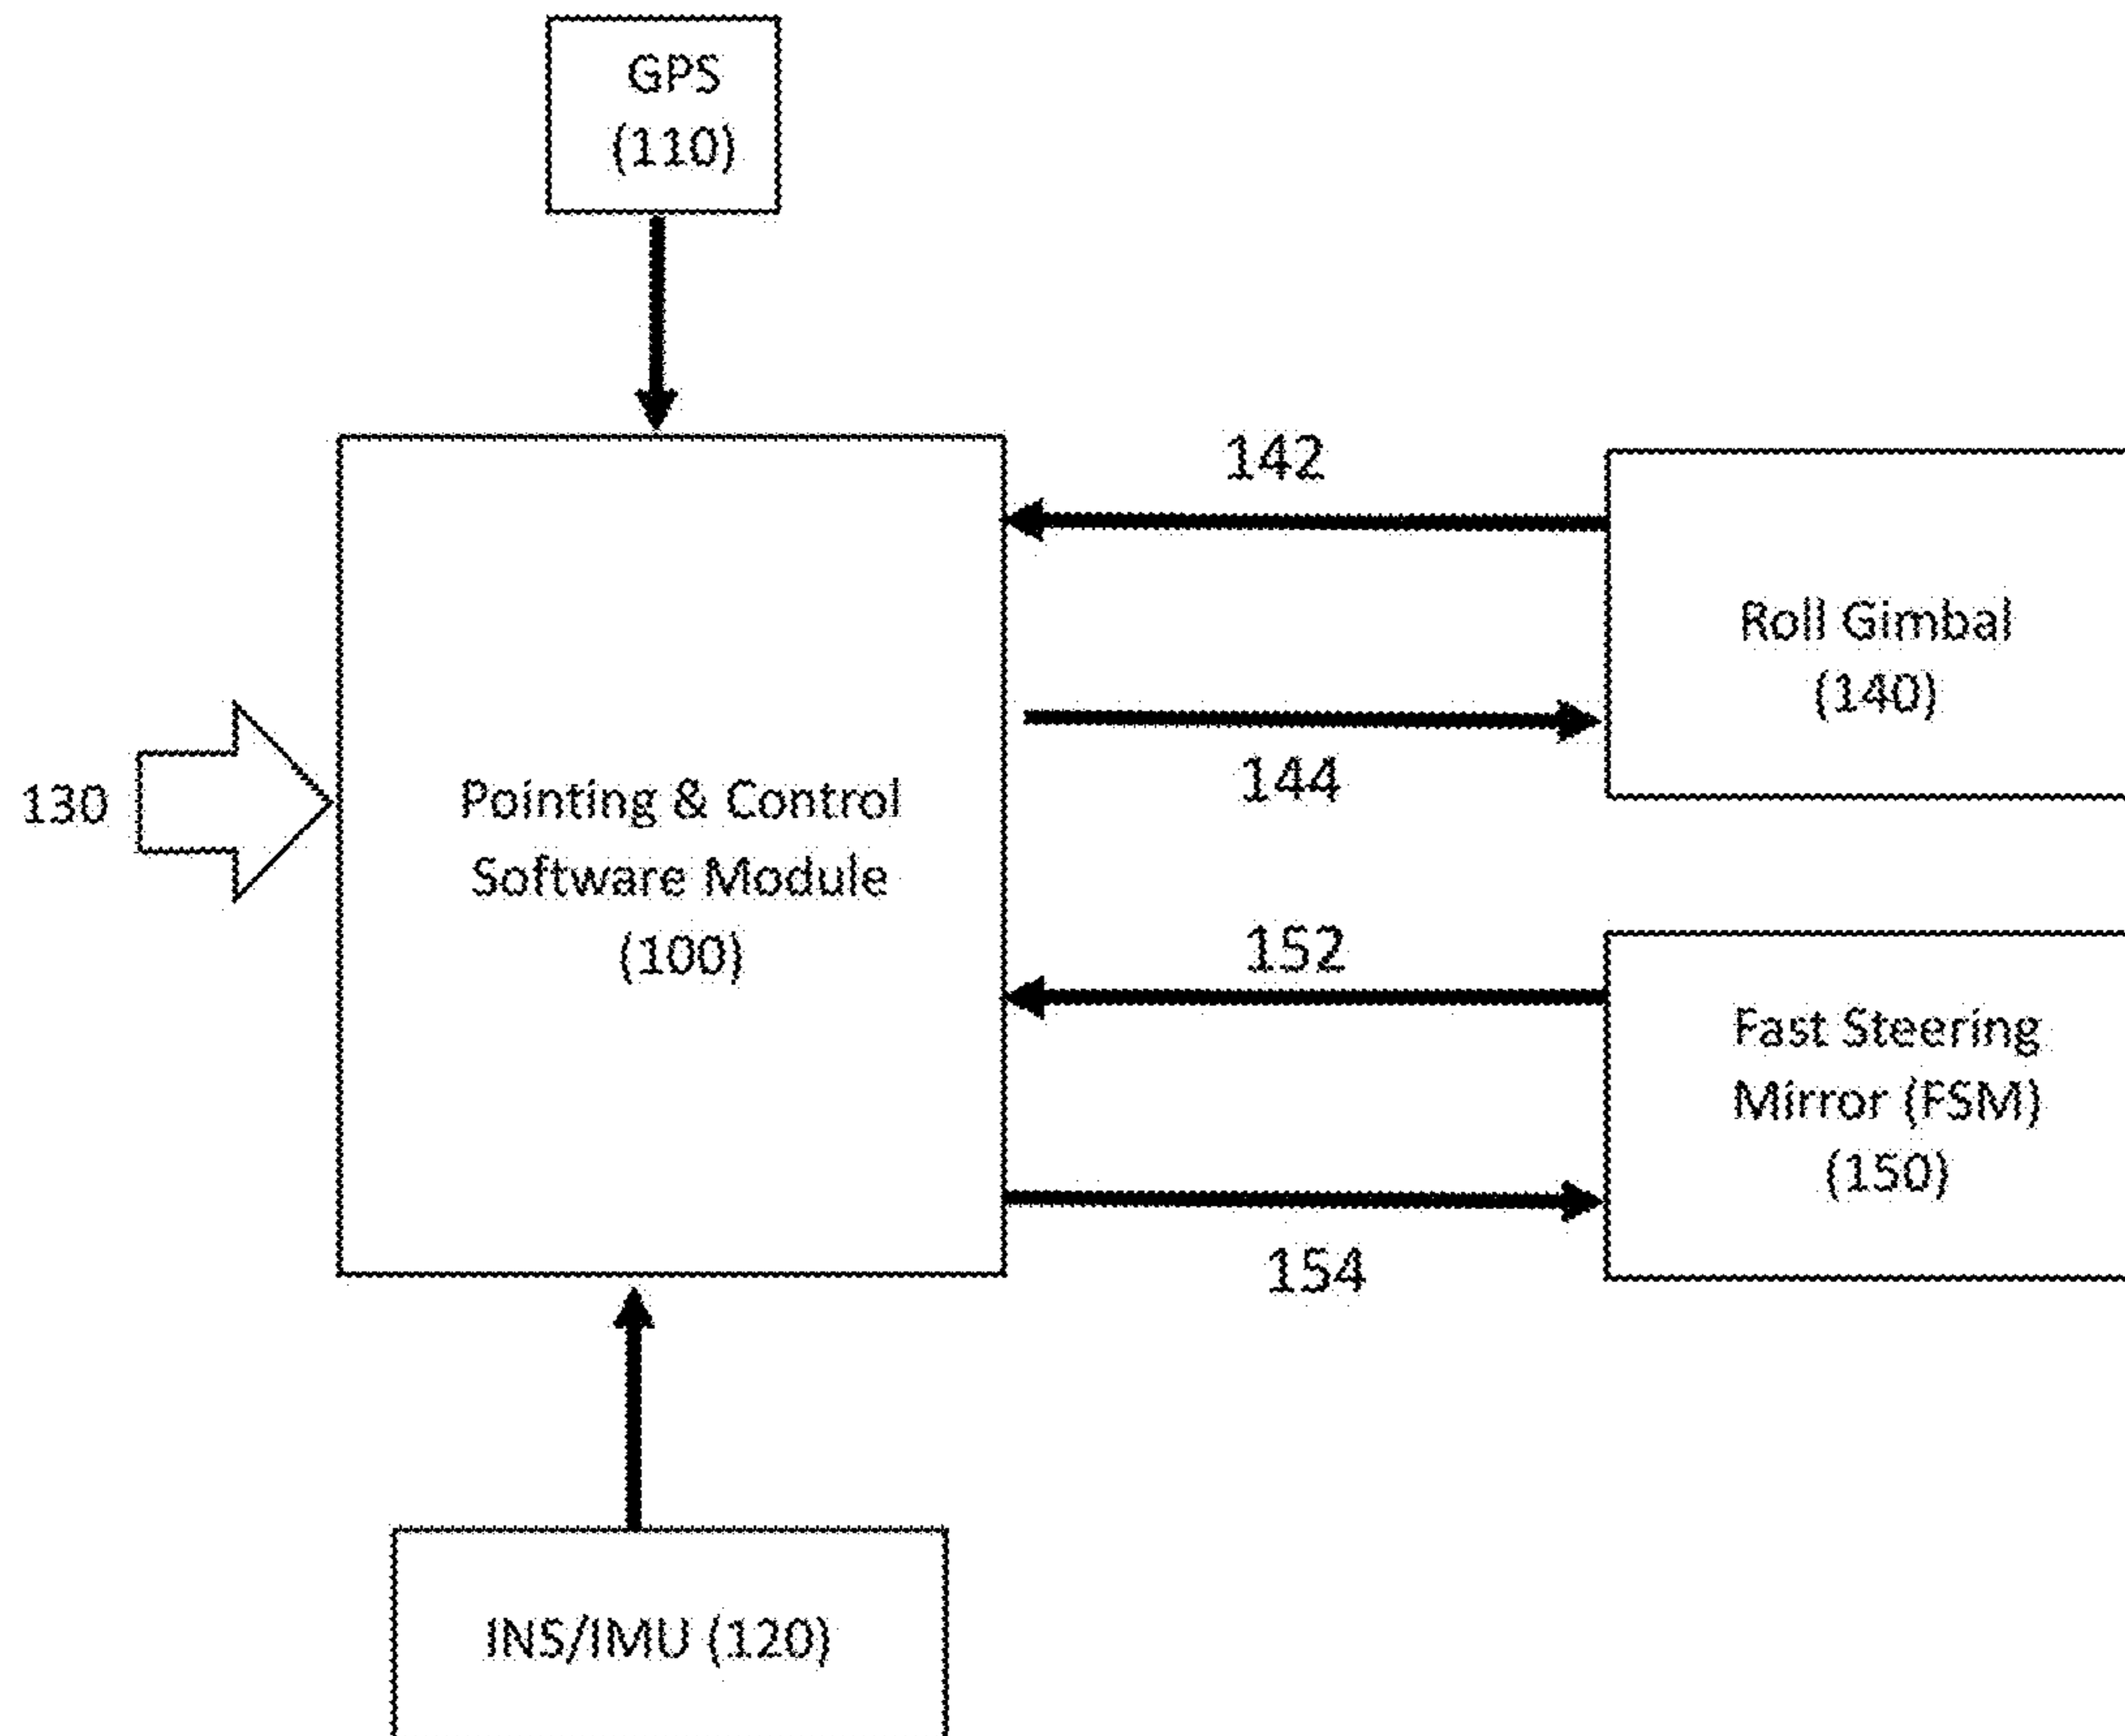 GPS
(110)
142
Roll Gimbal
(140)
144
130
Pointing & Control
Software Module
(100)
152
Fast Steering
Mirror (FSM)
(150)
154
INS/IMU (120)